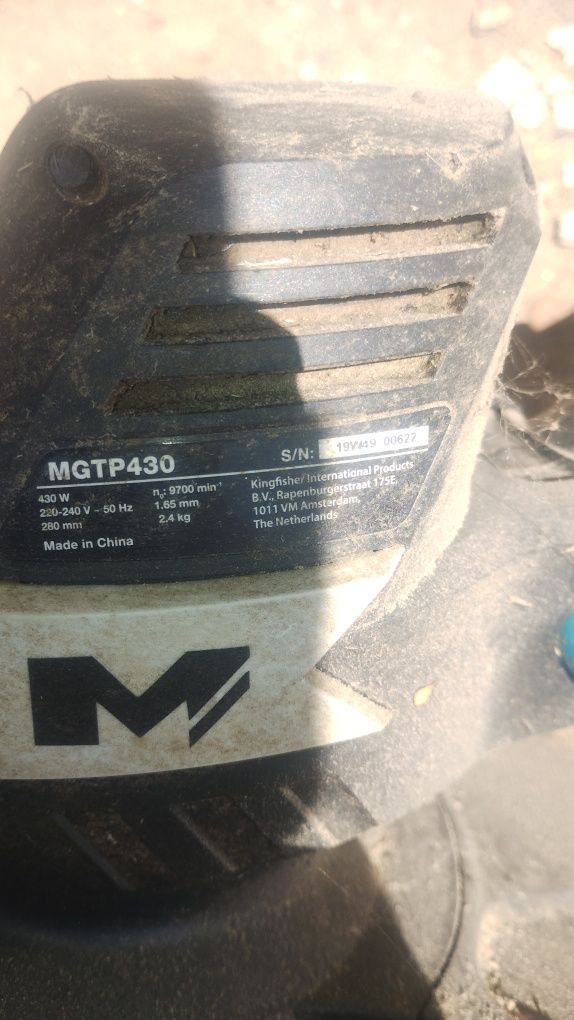 MGTP430
S/N: 19W49 00622
430 W
220-240 V ~ 50 Hz
280 mm
n₀: 9700 min⁻¹
1.65 mm
2.4 kg
Kingfisher International Products
B.V., Rapenburgerstraat 175E,
1011 VM Amsterdam,
The Netherlands
Made in China
M